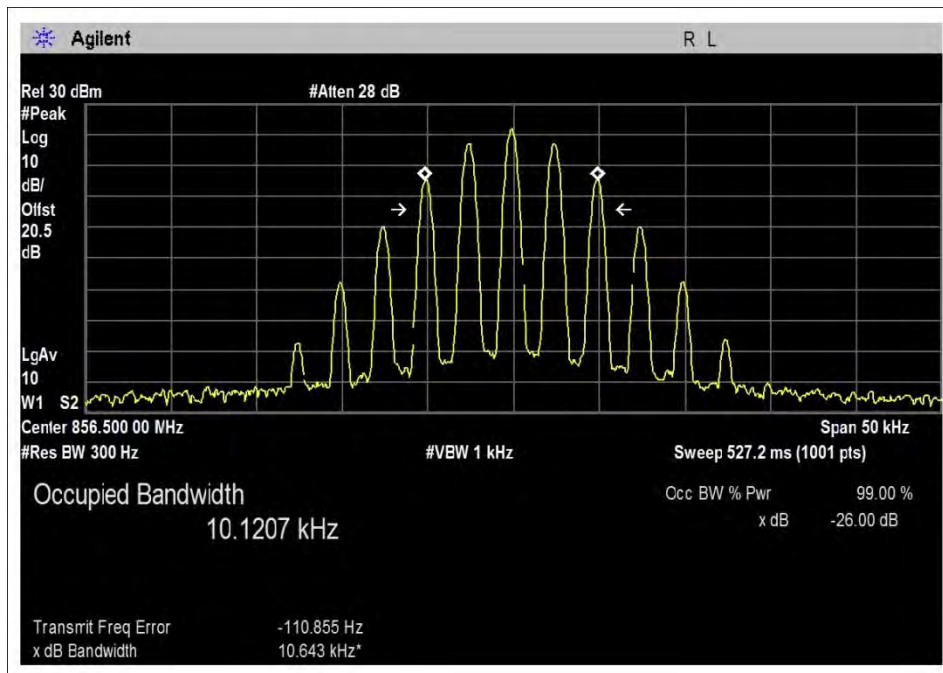 Agilent R L
Ref 30 dBm #Atten 28 dB
#Peak
Log
10
dB/
Offst
20.5
dB
LgAv
10
W1 S2
Center 856.500 00 MHz Span 50 kHz
#Res BW 300 Hz #VBW 1 kHz Sweep 527.2 ms (1001 pts)
Occupied Bandwidth Occ BW % Pwr 99.00 %
10.1207 kHz x dB -26.00 dB
Transmit Freq Error -110.855 Hz
x dB Bandwidth 10.643 kHz*